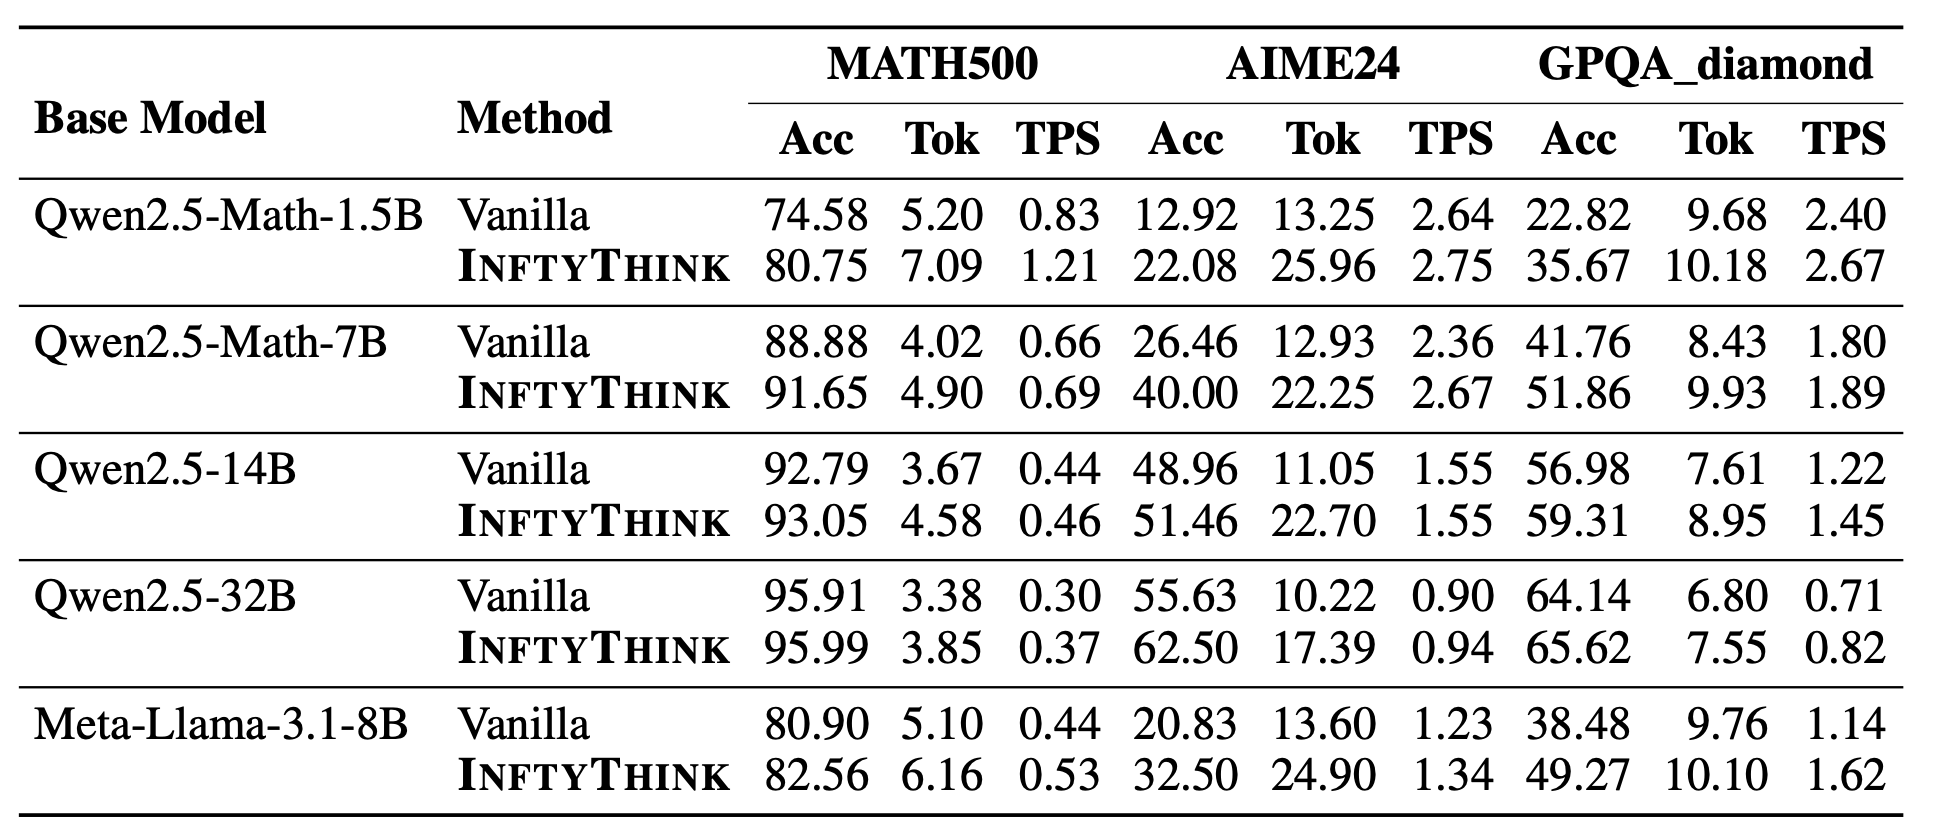 MATH500 AIME24 GPQA_diamond
Base Model Method
Acc Tok TPS Acc Tok TPS Acc Tok TPS
Qwen2.5-Math-1.5B Vanilla 74.58 5.20 0.83 12.92 13.25 2.64 22.82 9.68 2.40
INFTYTHINK 80.75 7.09 1.21 22.08 25.96 2.75 35.67 10.18 2.67
Qwen2.5-Math-7B Vanilla 88.88 4.02 0.66 26.46 12.93 2.36 41.76 8.43 1.80
INFTYTHINK 91.65 4.90 0.69 40.00 22.25 2.67 51.86 9.93 1.89
Qwen2.5-14B Vanilla 92.79 3.67 0.44 48.96 11.05 1.55 56.98 7.61 1.22
INFTYTHINK 93.05 4.58 0.46 51.46 22.70 1.55 59.31 8.95 1.45
Qwen2.5-32B Vanilla 95.91 3.38 0.30 55.63 10.22 0.90 64.14 6.80 0.71
INFTYTHINK 95.99 3.85 0.37 62.50 17.39 0.94 65.62 7.55 0.82
Meta-Llama-3.1-8B Vanilla 80.90 5.10 0.44 20.83 13.60 1.23 38.48 9.76 1.14
INFTYTHINK 82.56 6.16 0.53 32.50 24.90 1.34 49.27 10.10 1.62